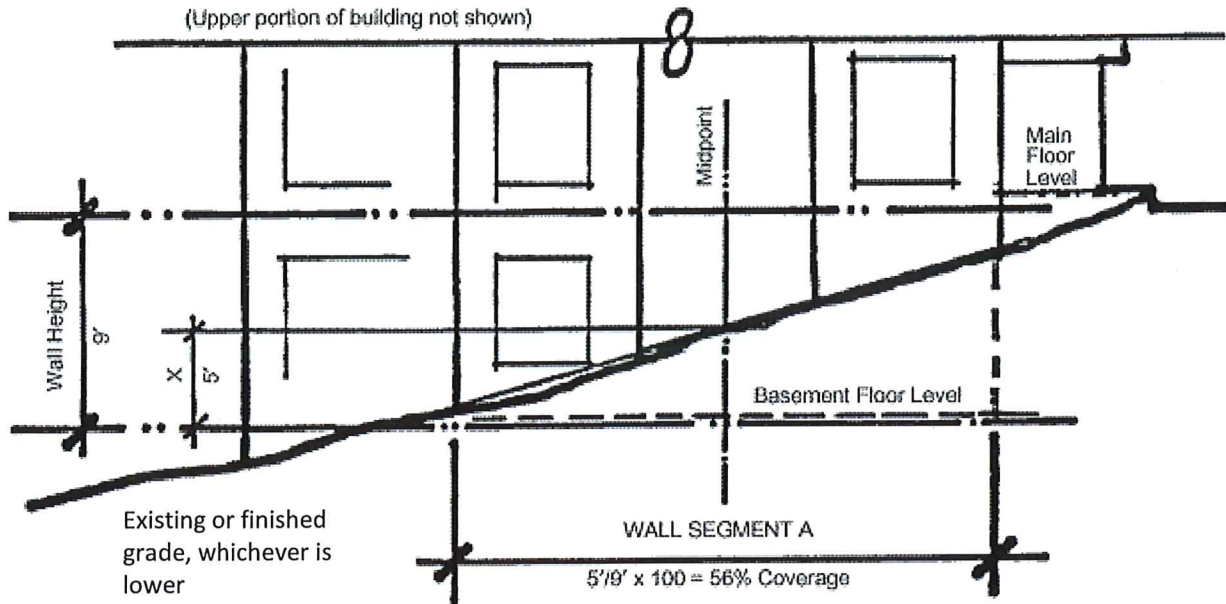 (Upper portion of building not shown)
Midpoint
Main
Floor
Level
Wall Height
9'
X
5'
Basement Floor Level
Existing or finished
grade, whichever is
lower
WALL SEGMENT A
5'/9' x 100 = 56% Coverage